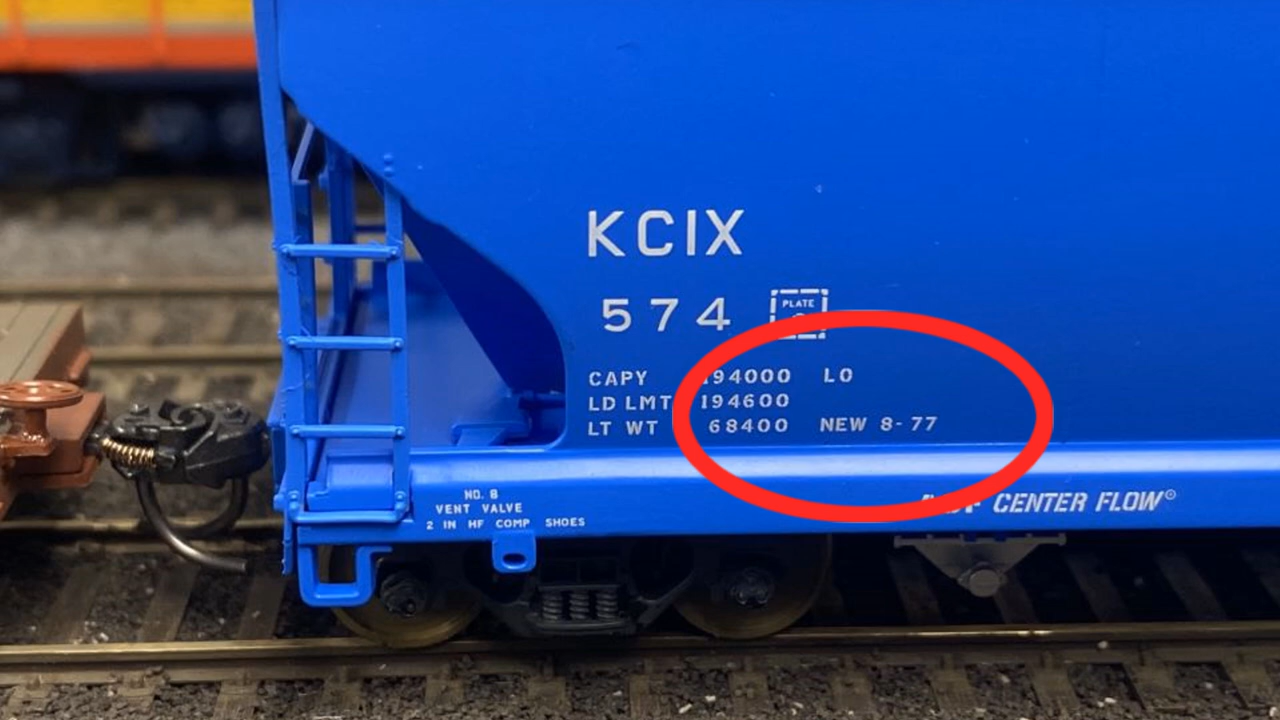 KCIX
574 PLATE
CAPY 194000 LO
LD LMT 194600
LT WT 68400 NEW 8-77
NO. 8
VENT VALVE
2 IN HF COMP SHOES
CENTER FLOW®